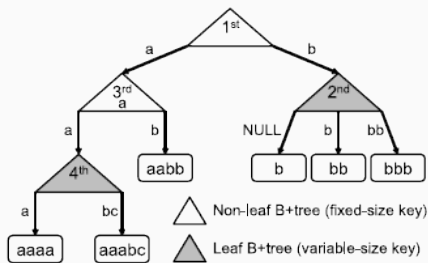 1st
a b
3rd
a
2nd
a b NULL b bb
4th
aabb b bb bbb
a bc
aaaa aaabc
Non-leaf B+tree (fixed-size key)
Leaf B+tree (variable-size key)